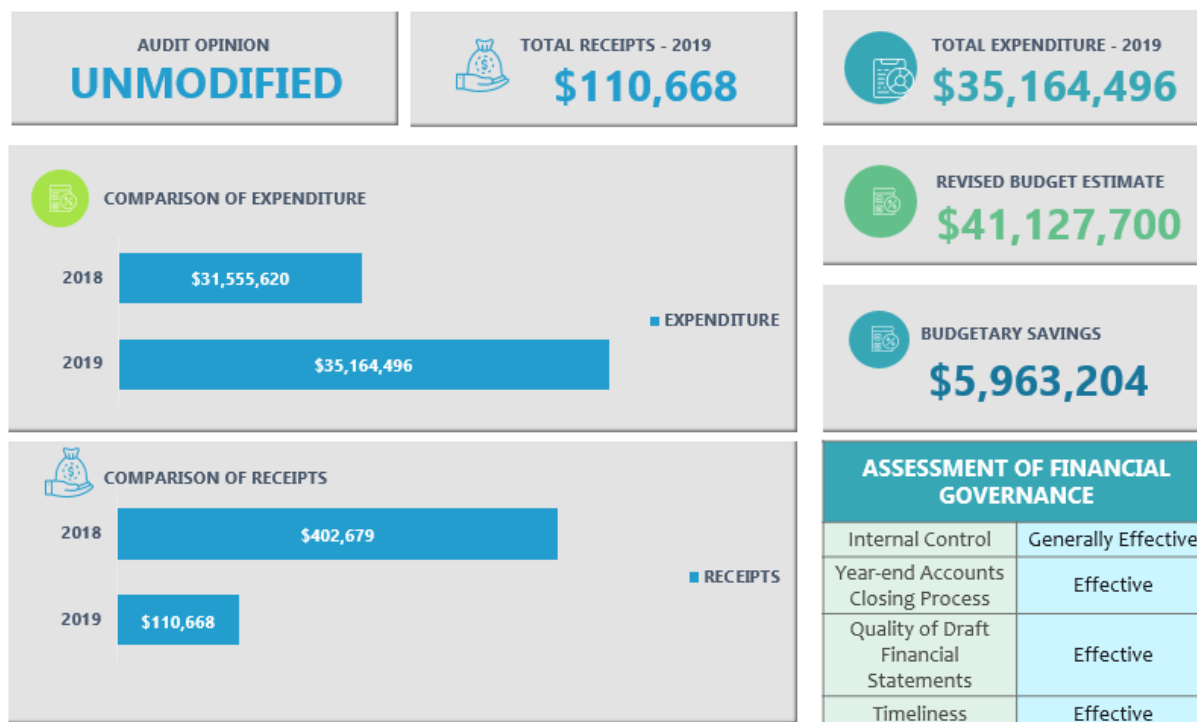 AUDIT OPINION
UNMODIFIED
TOTAL RECEIPTS - 2019
$110,668
TOTAL EXPENDITURE - 2019
$35,164,496
COMPARISON OF EXPENDITURE
2018
$31,555,620
EXPENDITURE
2019
$35,164,496
REVISED BUDGET ESTIMATE
$41,127,700
BUDGETARY SAVINGS
$5,963,204
COMPARISON OF RECEIPTS
2018
$402,679
RECEIPTS
2019
$110,668
ASSESSMENT OF FINANCIAL
GOVERNANCE
Internal Control
Generally Effective
Year-end Accounts
Closing Process
Effective
Quality of Draft
Financial
Statements
Effective
Timeliness
Effective